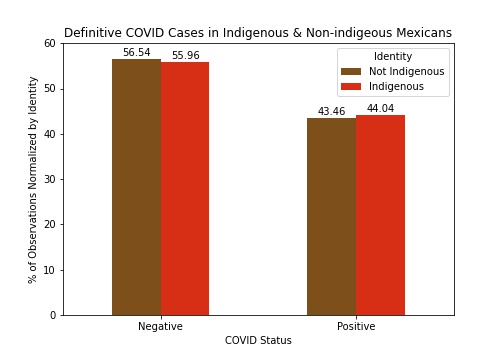 Definitive COVID Cases in Indigenous & Non-indigeous Mexicans
% of Observations Normalized by Identity
60
50
40
30
20
10
0
56.54
55.96
43.46
44.04
Identity
Not Indigenous
Indigenous
Negative
Positive
COVID Status